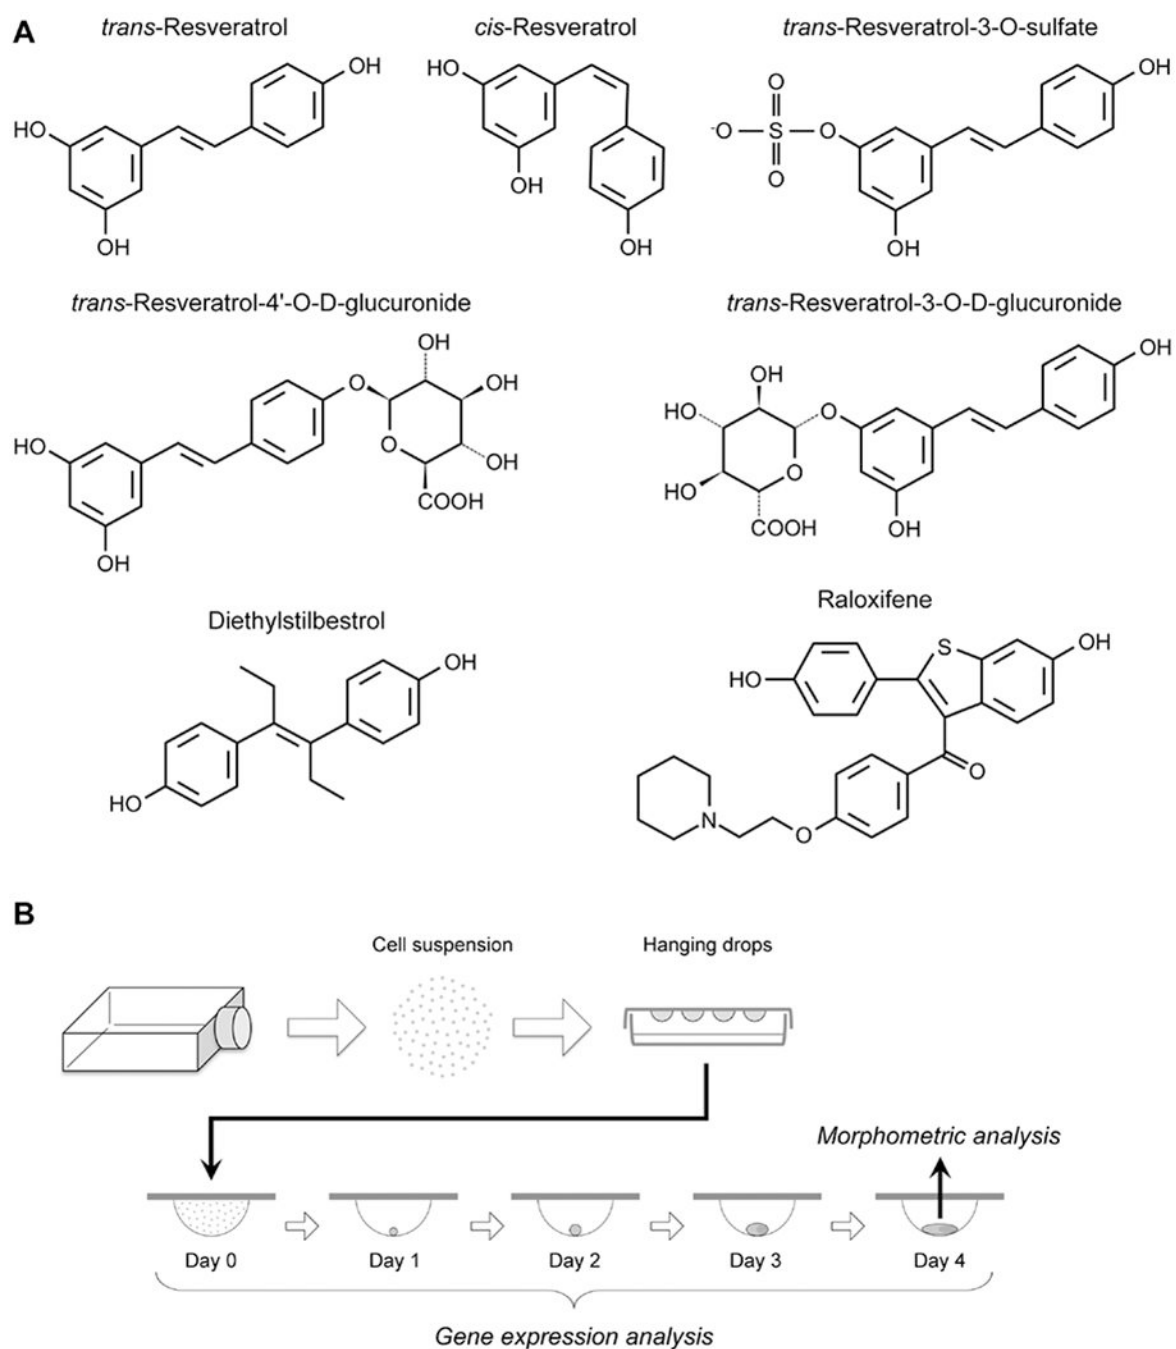 A
trans-Resveratrol
cis-Resveratrol
trans-Resveratrol-3-O-sulfate
OH
HO
OH
HO
OH
OH
O
-O
S
O
O
OH
OH
trans-Resveratrol-4'-O-D-glucuronide
trans-Resveratrol-3-O-D-glucuronide
OH
O
OH
HO
O
OH
COOH
OH
OH
OH
HO
O
HO
O
COOH
OH
Diethylstilbestrol
Raloxifene
OH
HO
S
OH
HO
O
N
O
B
Cell suspension
Hanging drops
Morphometric analysis
Day 0
Day 1
Day 2
Day 3
Day 4
Gene expression analysis